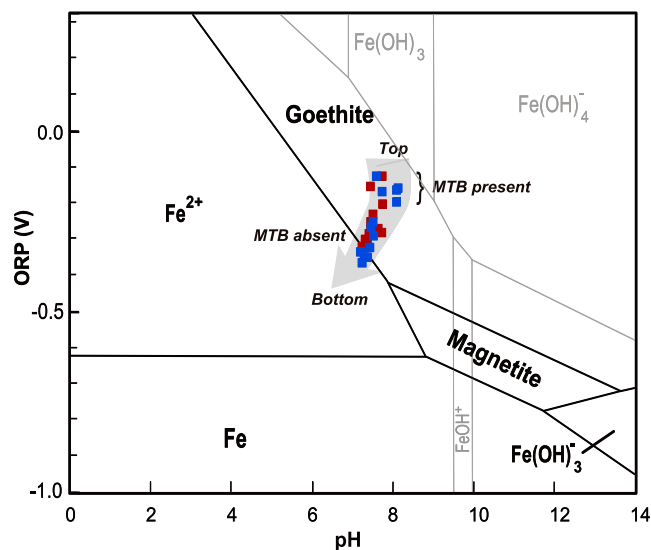 Fe(OH)₃
Fe(OH)₄⁻
Goethite
0.0
Top
MTB present
Fe²⁺
MTB absent
ORP (V)
Bottom
-0.5
Magnetite
FeOH⁺
Fe
Fe(OH)₃⁻
-1.0
0 2 4 6 8 10 12 14
pH